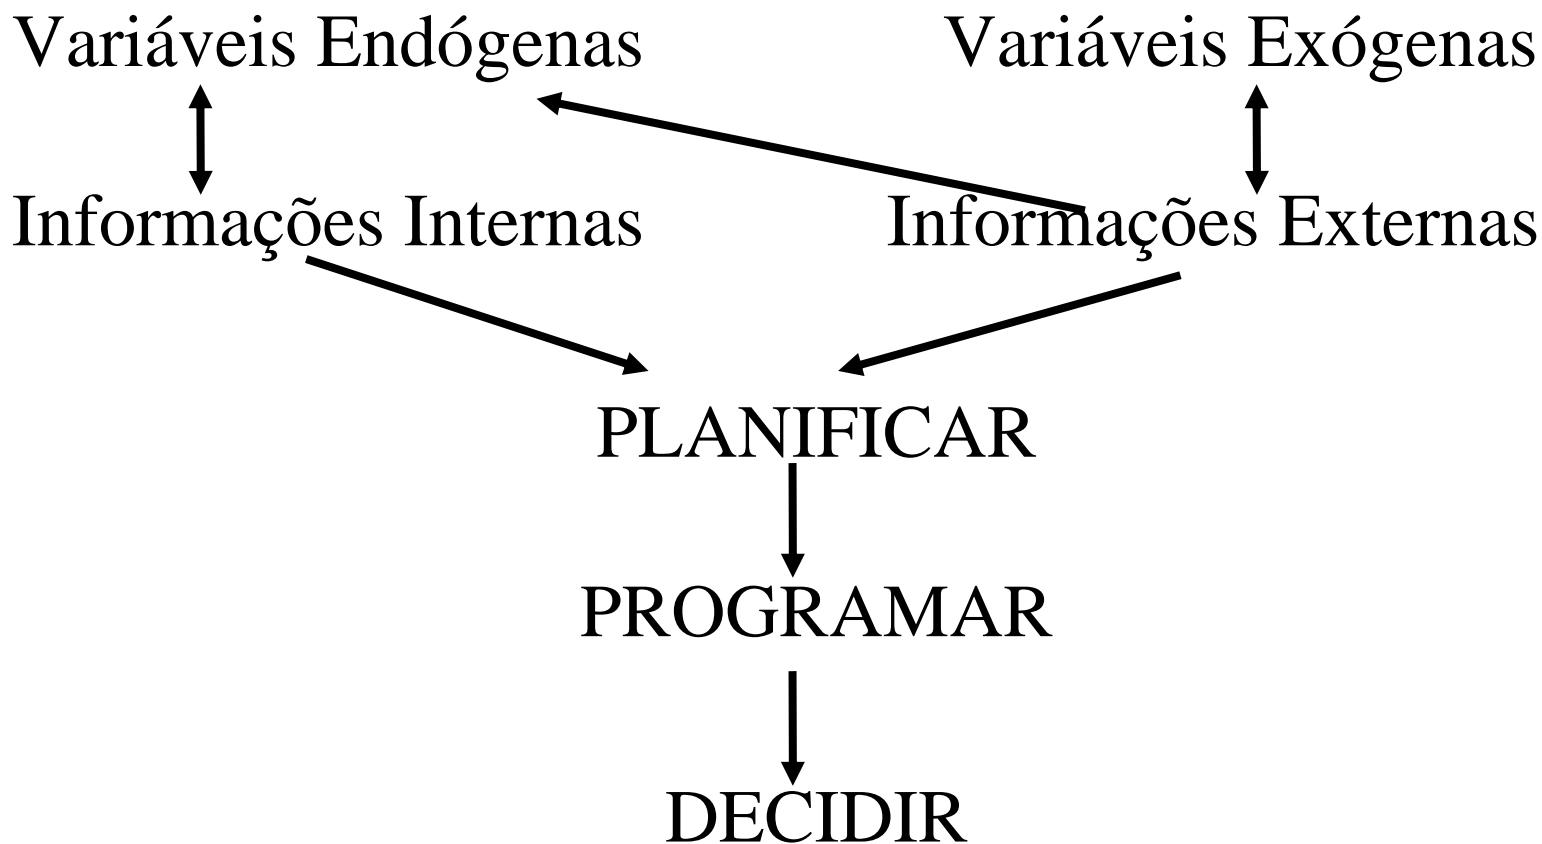 Variáveis Endógenas
Variáveis Exógenas
Informações Internas
Informações Externas
PLANIFICAR
PROGRAMAR
DECIDIR